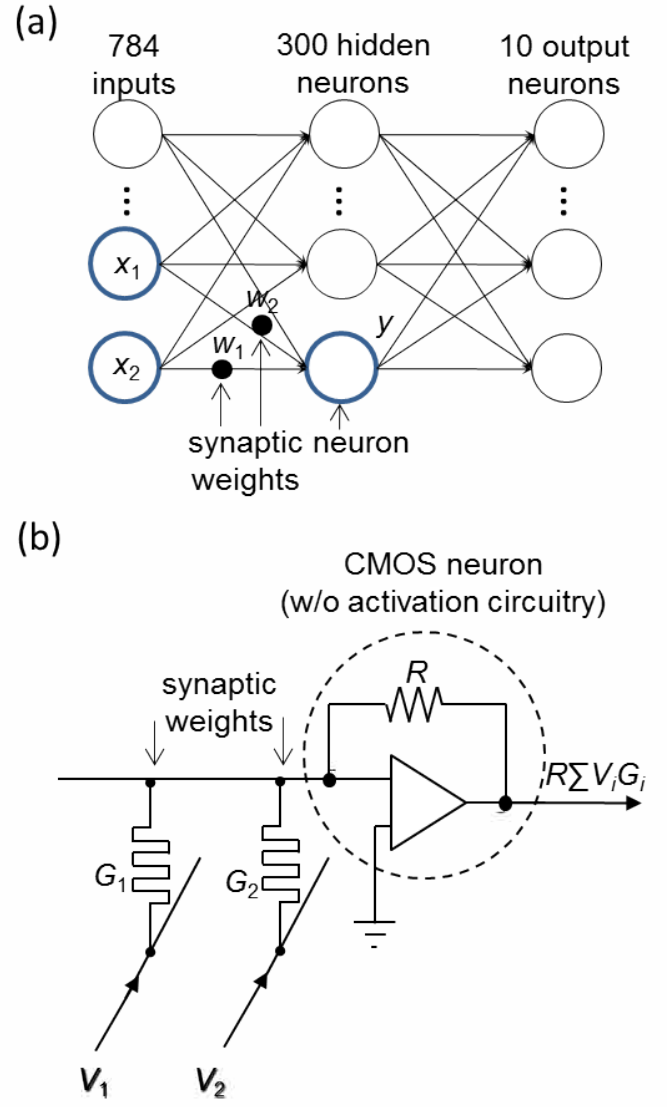 (a)
784 inputs
300 hidden neurons
10 output neurons
x1
x2
w2
w1
y
synaptic neuron
weights
(b)
CMOS neuron
(w/o activation circuitry)
synaptic
weights
R
R∑ViGi
G1
G2
V1
V2